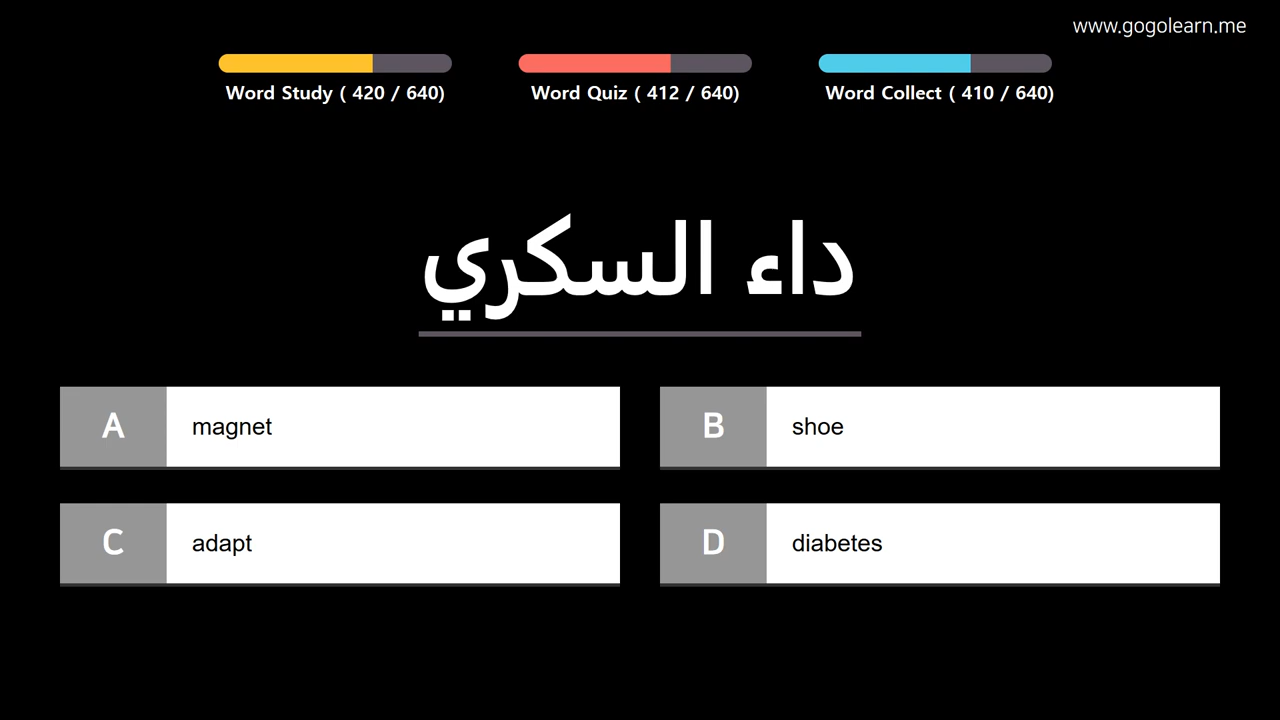 www.gogolearn.me
Word Study ( 420 / 640)
Word Quiz ( 412 / 640)
Word Collect ( 410 / 640)
داء السكري
A magnet
B shoe
C adapt
D diabetes